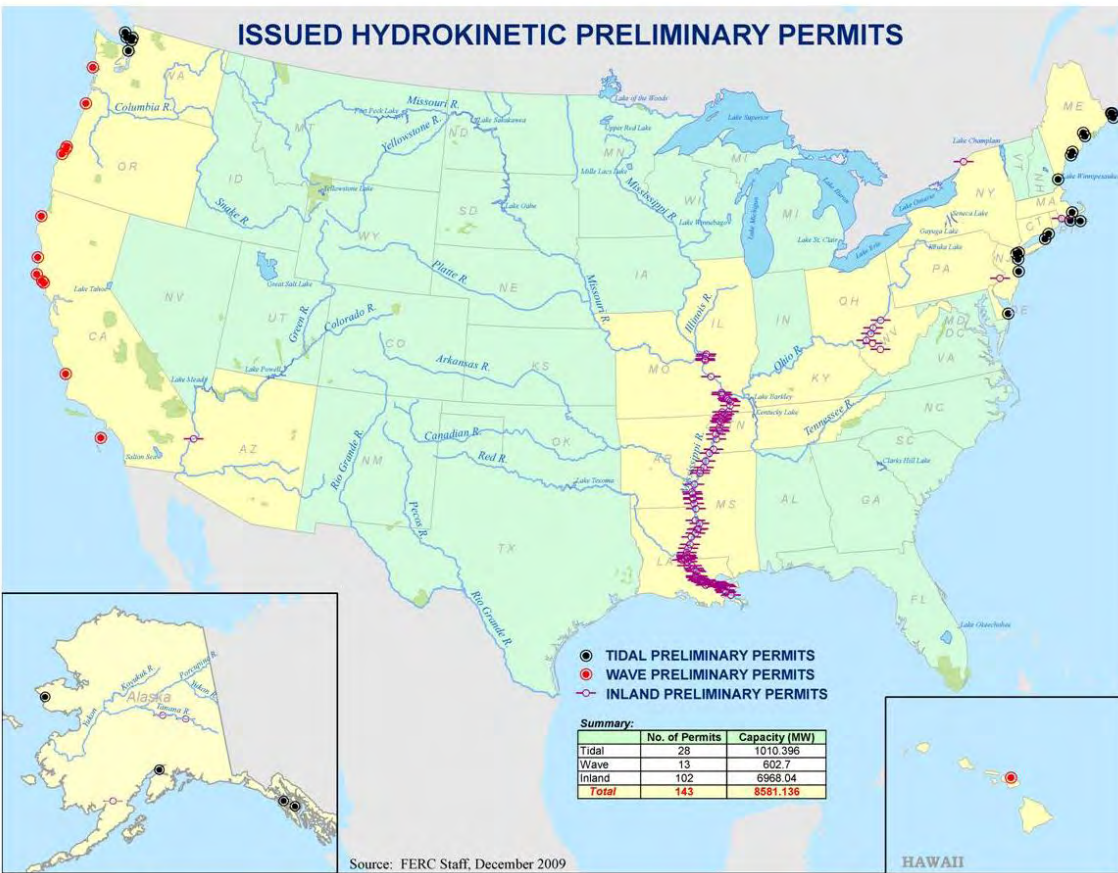 ISSUED HYDROKINETIC PRELIMINARY PERMITS
WA
Columbia R.
OR
ID
Snake R.
MT
Fort Peck Lake
Missouri R.
Yellowstone R.
Yellowstone Lake
ND
Lake Sakakawea
SD
Lake Oahe
WY
Platte R.
NE
Missouri R.
Lake of the Woods
Upper Red Lake
MN
Mille Lacs Lake
Mississippi R.
Lake Superior
WI
Lake Winnebago
MI
MI
Lake Michigan
Lake Huron
Lake St. Clair
Lake Erie
Lake Ontario
Lake Champlain
VT
NH
ME
Lake Winnipesauke
NY
Seneca Lake
Cayuga Lake
Keuka Lake
MA
CT
NJ
PA
DE
MD
DC
VA
OH
IN
IL
Illinois R.
IA
MO
Ohio R.
KY
Lake Barkley
Kentucky Lake
Tennessee R.
NC
SC
Clarks Hill Lake
GA
AL
MS
LA
FL
Lake Okeechobee
CA
Lake Tahoe
NV
Great Salt Lake
UT
Green R.
Colorado R.
CO
Lake Powell
Lake Mead
Salton Sea
AZ
NM
Rio Grande R.
Pecos R.
Arkansas R.
KS
Canadian R.
OK
Red R.
Lake Texoma
TX
Rio Grande R.
TIDAL PRELIMINARY PERMITS
WAVE PRELIMINARY PERMITS
INLAND PRELIMINARY PERMITS
Summary:
No. of Permits Capacity (MW)
Tidal 28 1010.396
Wave 13 602.7
Inland 102 6968.04
Total 143 8581.136
Koyukuk R.
Porcupine R.
Yukon R.
Alaska
Tanana R.
Yukon
HAWAII
Source: FERC Staff, December 2009